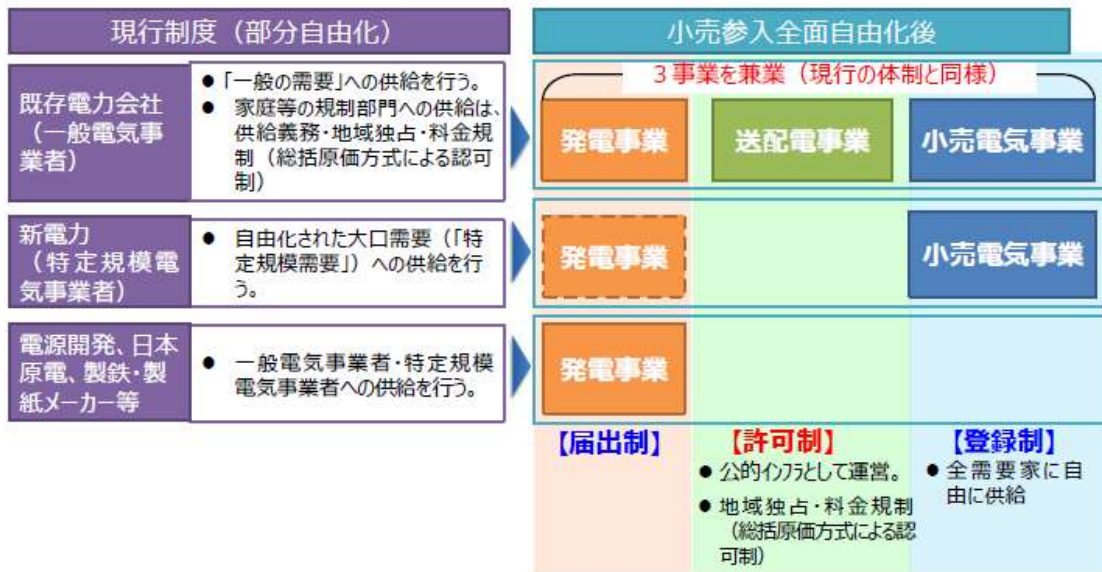 現行制度（部分自由化）
小売参入全面自由化後
既存電力会社
（一般電気事
業者）
●「一般の需要」への供給を行う。
● 家庭等の規制部門への供給は、
供給義務・地域独占・料金規
制（総括原価方式による認可
制）
３事業を兼業（現行の体制と同様）
発電事業
送配電事業
小売電気事業
新電力
（特定規模電
気事業者）
● 自由化された大口需要（「特
定規模需要」）への供給を行
う。
発電事業
小売電気事業
電源開発、日本
原電、製鉄・製
紙メーカー等
● 一般電気事業者・特定規模
電気事業者への供給を行う。
発電事業
【届出制】
【許可制】
● 公的インフラとして運営。
● 地域独占・料金規制
（総括原価方式による認
可制）
【登録制】
● 全需要家に自
由に供給